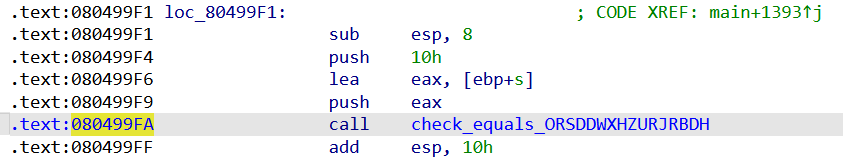 .text:080499F1 loc_80499F1: ; CODE XREF: main+1393↑j
.text:080499F1 sub esp, 8
.text:080499F4 push 10h
.text:080499F6 lea eax, [ebp+s]
.text:080499F9 push eax
.text:080499FA call check_equals_ORSDDWXHZURJRBDH
.text:080499FF add esp, 10h